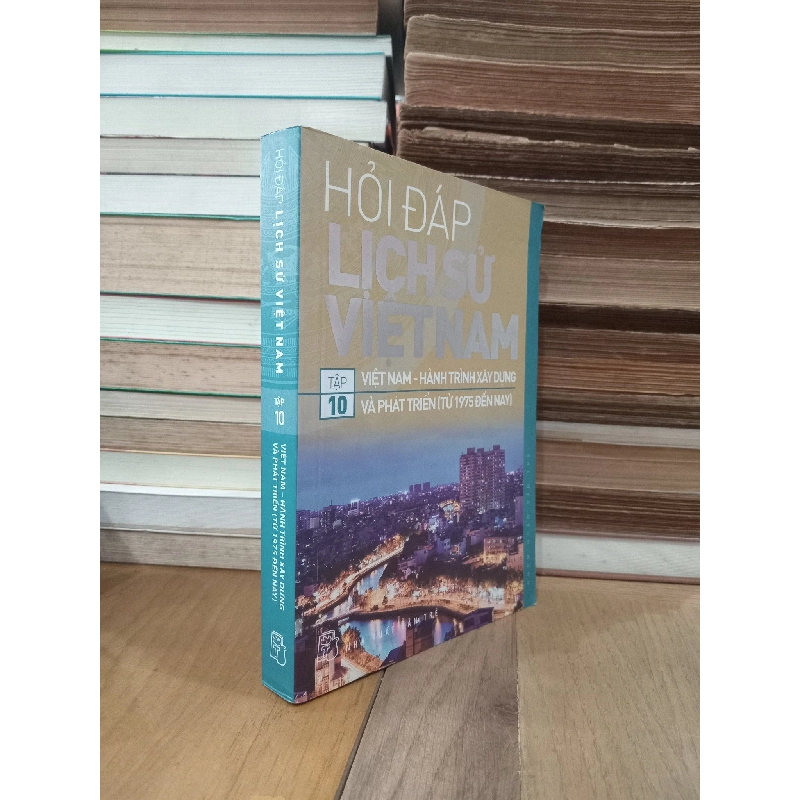 HỎI ĐÁP
LỊCH SỬ
VIỆT NAM
TẬP
10
VIỆT NAM - HÀNH TRÌNH XÂY DỰNG
VÀ PHÁT TRIỂN (TỪ 1975 ĐẾN NAY)
HỎI ĐÁP LỊCH SỬ VIỆT NAM
TẬP
10
VIỆT NAM - HÀNH TRÌNH XÂY DỰNG
VÀ PHÁT TRIỂN (TỪ 1975 ĐẾN NAY)
TRẺ